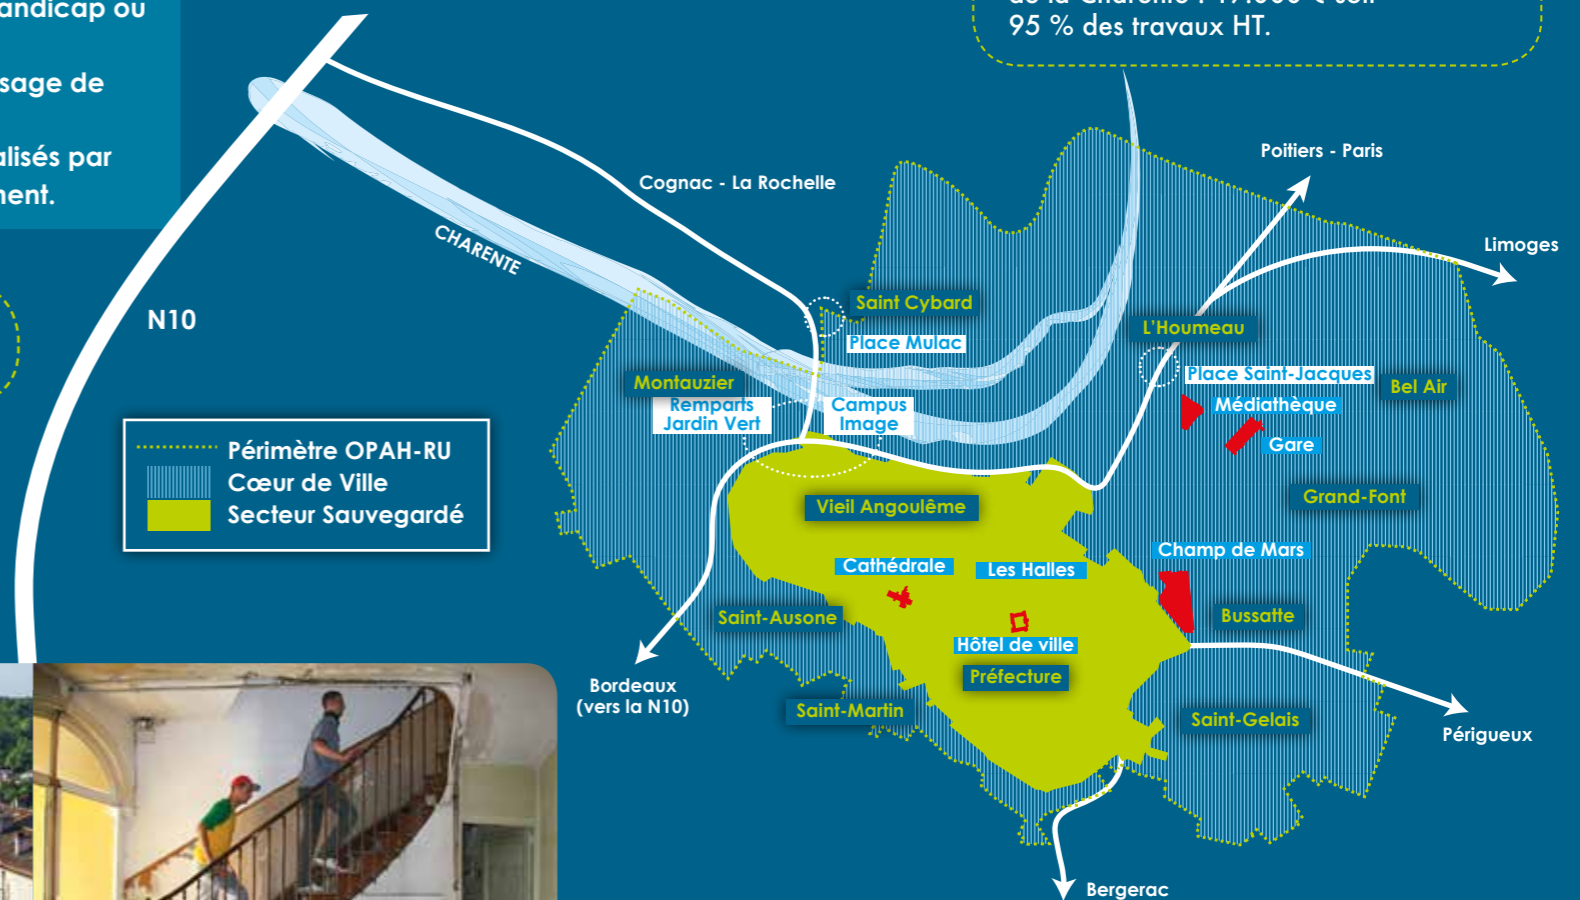 andicap ou
sage de
alisés par
nent.
95 % des travaux HT.
Poitiers - Paris
Cognac - La Rochelle
Limoges
CHARENTE
N10
Saint Cybard
L'Houmeau
Place Mulac
Place Saint-Jacques
Montauzier
Bel Air
Remparts
Jardin Vert
Campus
Image
Médiathèque
Gare
Périmètre OPAH-RU
Cœur de Ville
Secteur Sauvegardé
Vieil Angoulême
Grand-Font
Cathédrale
Les Halles
Champ de Mars
Saint-Ausone
Bussatte
Hôtel de ville
Préfecture
Bordeaux
(vers la N10)
Saint-Martin
Saint-Gelais
Périgueux
Bergerac